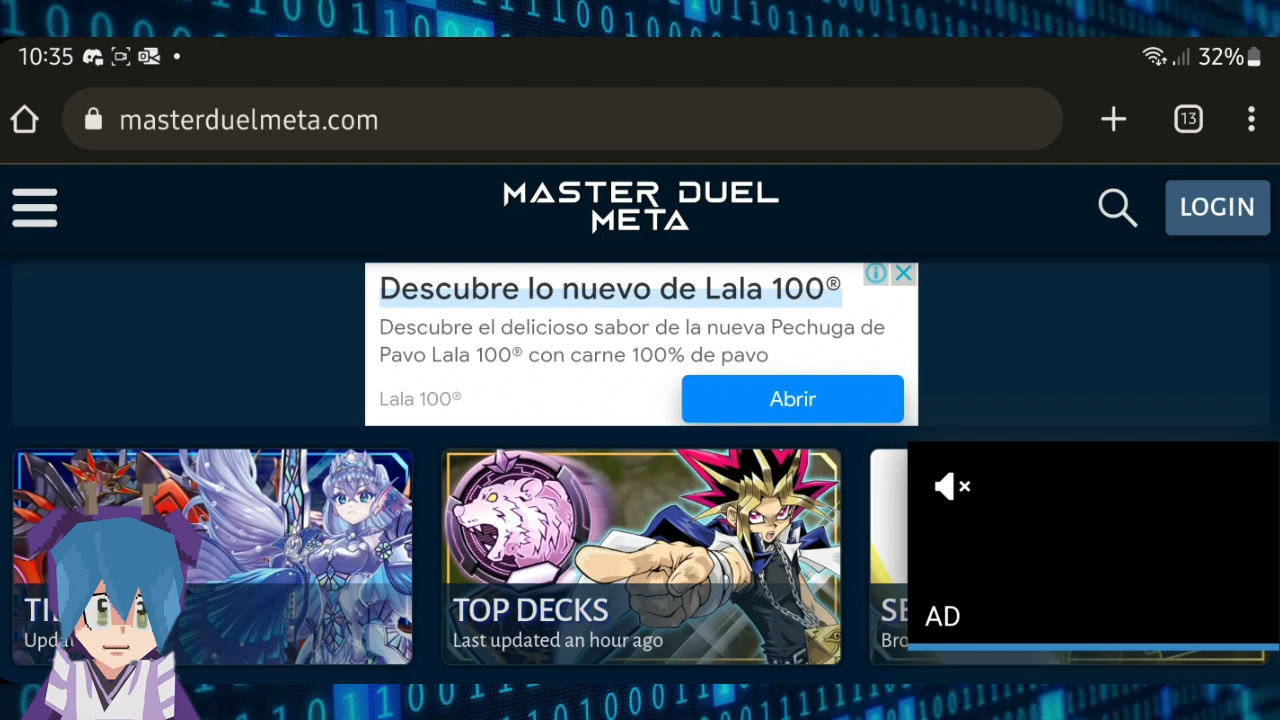 10:35
32%
masterduelmeta.com
13
MASTER DUEL
META
LOGIN
Descubre lo nuevo de Lala 100®
Descubre el delicioso sabor de la nueva Pechuga de
Pavo Lala 100® con carne 100% de pavo
Lala 100®
Abrir
TOP DECKS
Last updated an hour ago
AD